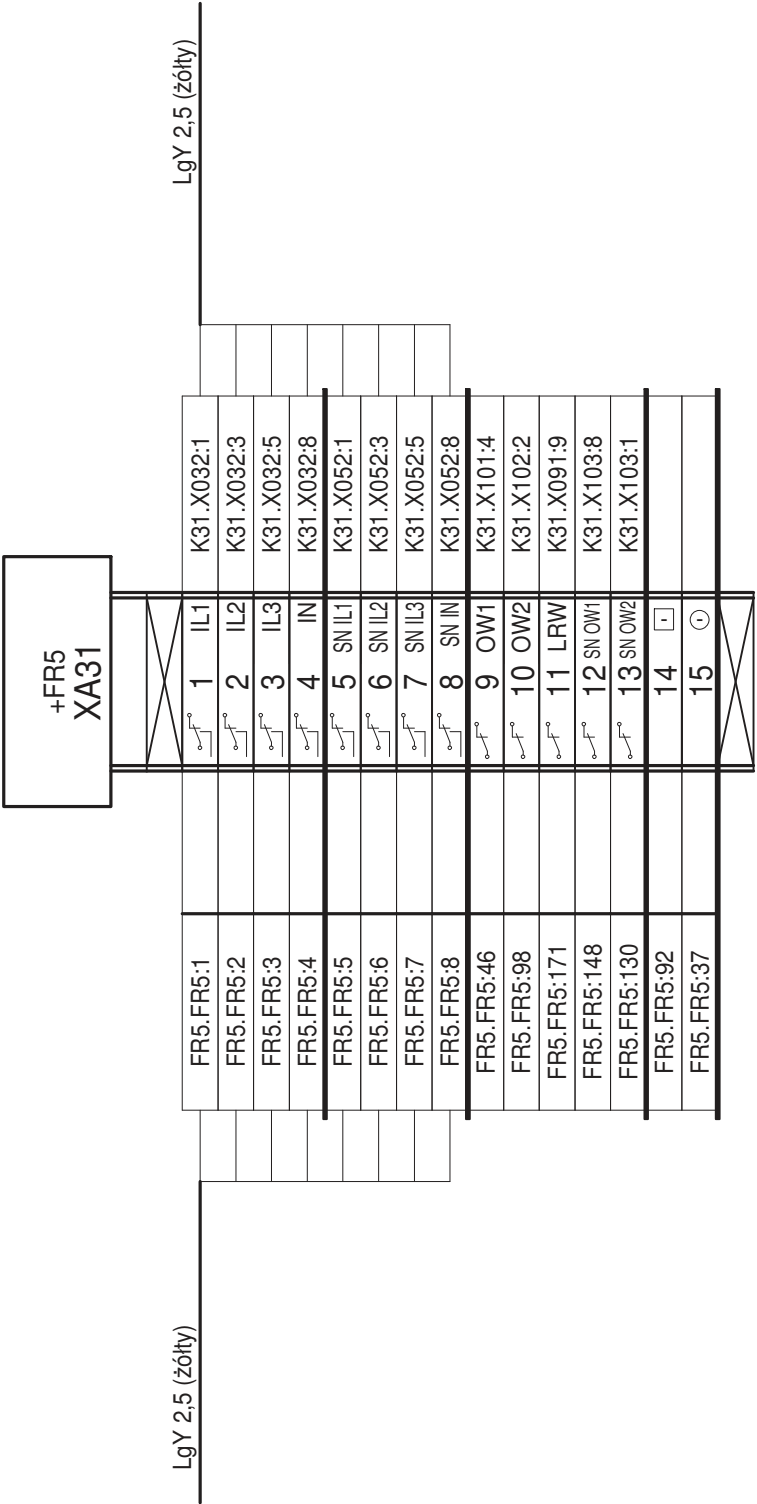 +FR5
XA31
LgY 2,5 (żółty)
LgY 2,5 (żółty)
FR5.FR5:1 1 IL1 K31.X032:1
FR5.FR5:2 2 IL2 K31.X032:3
FR5.FR5:3 3 IL3 K31.X032:5
FR5.FR5:4 4 IN K31.X032:8
FR5.FR5:5 5 SN IL1 K31.X052:1
FR5.FR5:6 6 SN IL2 K31.X052:3
FR5.FR5:7 7 SN IL3 K31.X052:5
FR5.FR5:8 8 SN IN K31.X052:8
FR5.FR5:46 9 OW1 K31.X101:4
FR5.FR5:98 10 OW2 K31.X102:2
FR5.FR5:171 11 LRW K31.X091:9
FR5.FR5:148 12 SN OW1 K31.X103:8
FR5.FR5:130 13 SN OW2 K31.X103:1
FR5.FR5:92 14 -
FR5.FR5:37 15 -